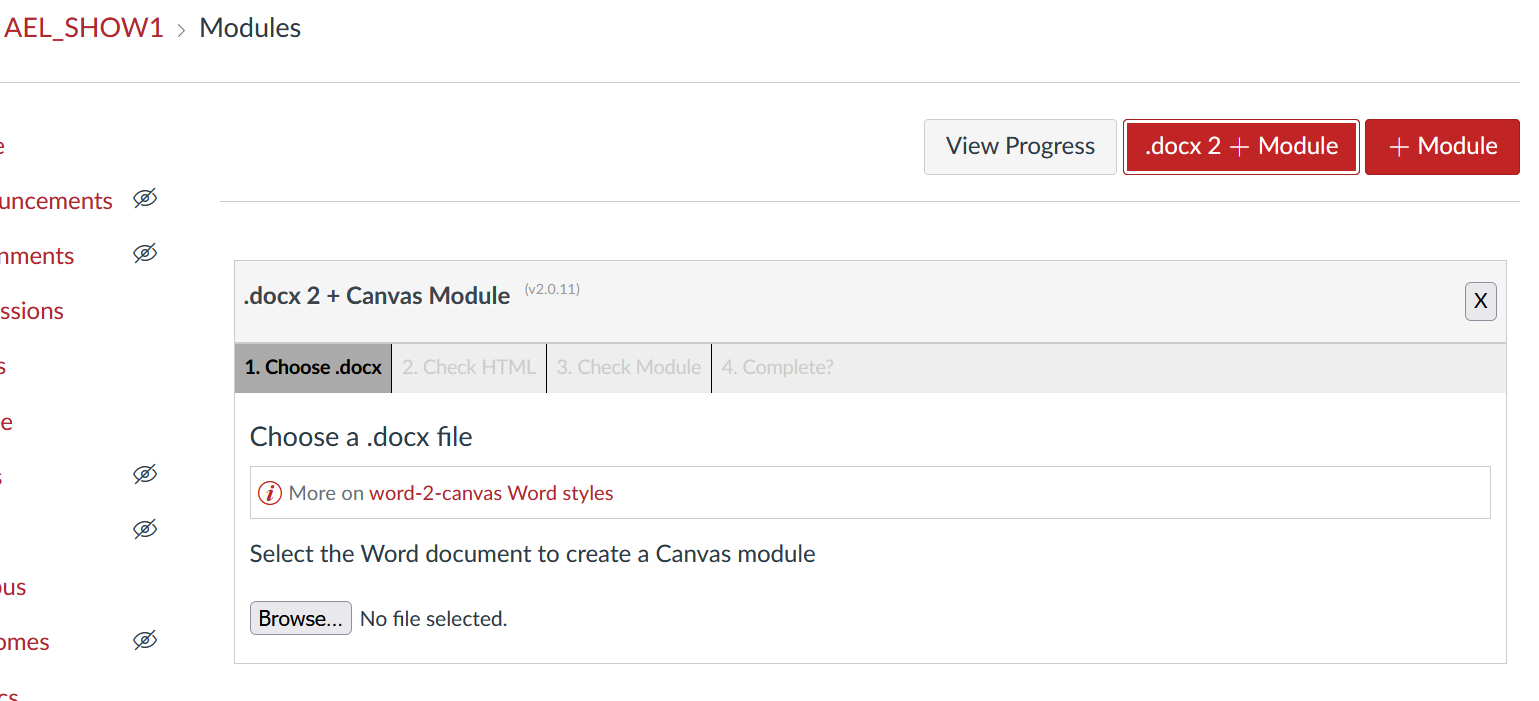 AEL_SHOW1 > Modules
View Progress .docx 2 + Module + Module
uncements
nments
ssions
.docx 2 + Canvas Module (v2.0.11)
X
1. Choose .docx 2. Check HTML 3. Check Module 4. Complete?
Choose a .docx file
More on word-2-canvas Word styles
Select the Word document to create a Canvas module
Browse... No file selected.
e
s
e
s
ous
omes
cs